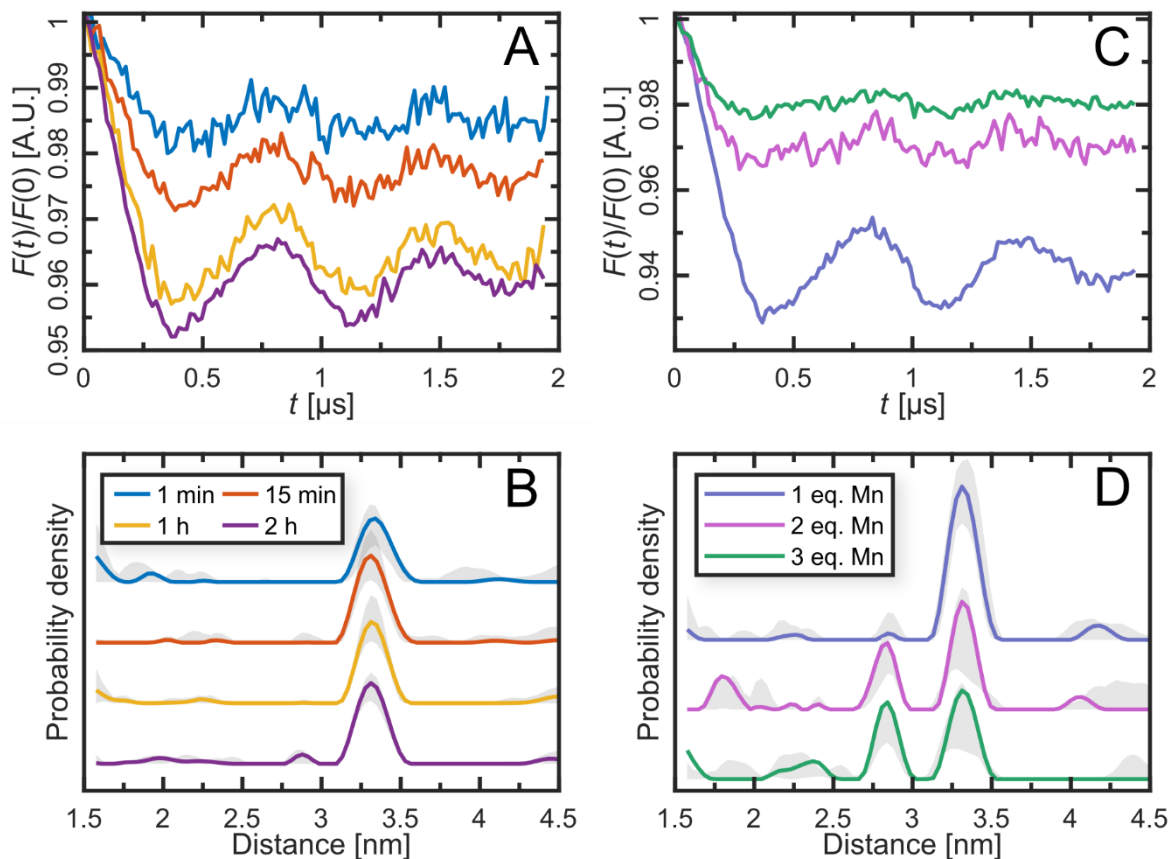 A
F(t)/F(0) [A.U.]
1
0.99
0.98
0.97
0.96
0.95
0 0.5 1 1.5 2
t [µs]
C
F(t)/F(0) [A.U.]
1
0.98
0.96
0.94
0 0.5 1 1.5 2
t [µs]
B
Probability density
1 min 15 min
1 h 2 h
1.5 2 2.5 3 3.5 4 4.5
Distance [nm]
D
Probability density
1 eq. Mn
2 eq. Mn
3 eq. Mn
1.5 2 2.5 3 3.5 4 4.5
Distance [nm]